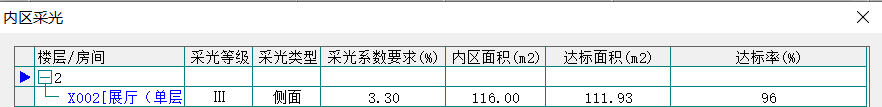 内区采光
楼层/房间 采光等级 采光类型 采光系数要求(%) 内区面积(m2) 达标面积(m2) 达标率(%)
2
X002[展厅（单层 Ⅲ 侧面 3.30 116.00 111.93 96